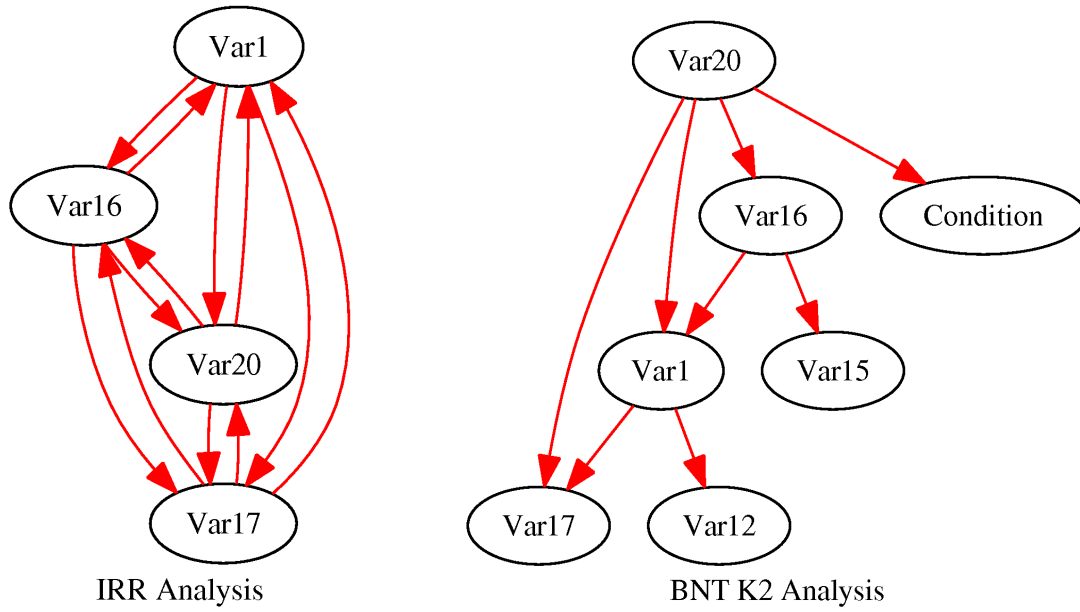 Var1
Var16
Var20
Var17
IRR Analysis
Var20
Var16
Condition
Var1
Var15
Var17
Var12
BNT K2 Analysis